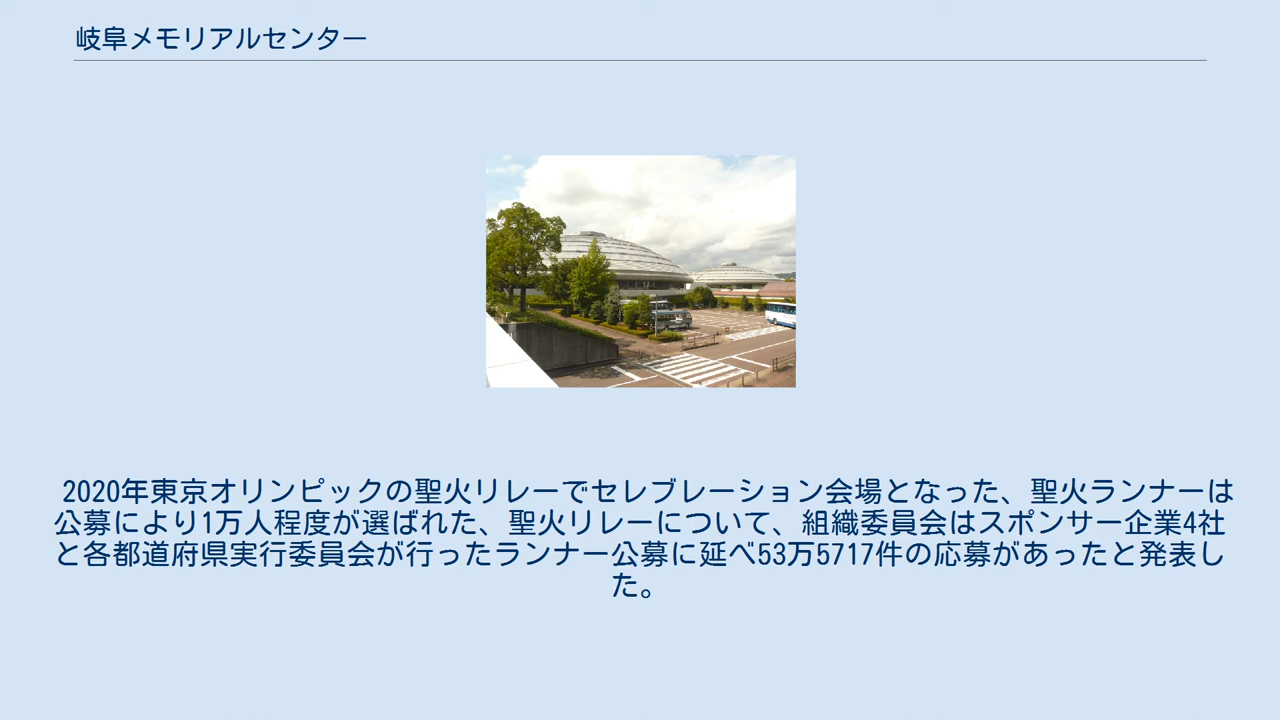 岐阜メモリアルセンター
2020年東京オリンピックの聖火リレーでセレブレーション会場となった、聖火ランナーは
公募により1万人程度が選ばれた、聖火リレーについて、組織委員会はスポンサー企業4社
と各都道府県実行委員会が行ったランナー公募に延べ53万5717件の応募があったと発表し
た。